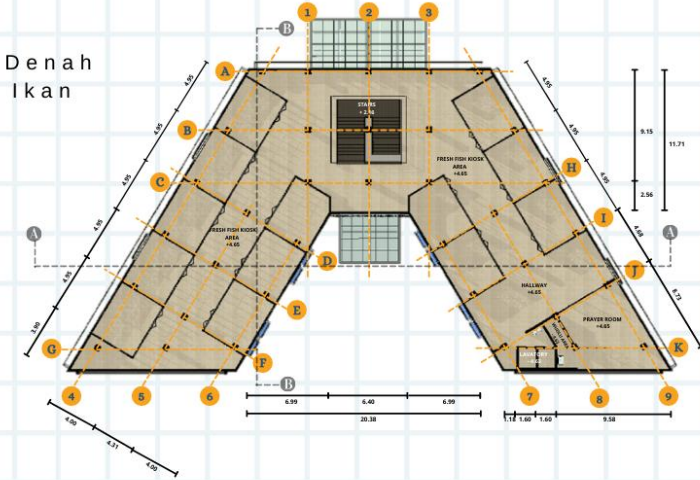 Denah
Ikan
1
2
3
A
B
C
D
E
F
G
H
I
J
K
4
5
6
7
8
9
A
A
B
B
STAIRS
FRESH FISH KIOSK
AREA
+4.65
FRESH FISH KIOSK
AREA
+4.65
HALLWAY
+4.65
PRAYER ROOM
+4.65
LAVATORY
4.95
4.95
4.95
4.95
3.90
4.95
4.95
4.95
4.68
8.73
9.15
11.71
2.56
6.99
6.40
6.99
20.38
1.60
1.60
9.58
4.00
4.31
4.00